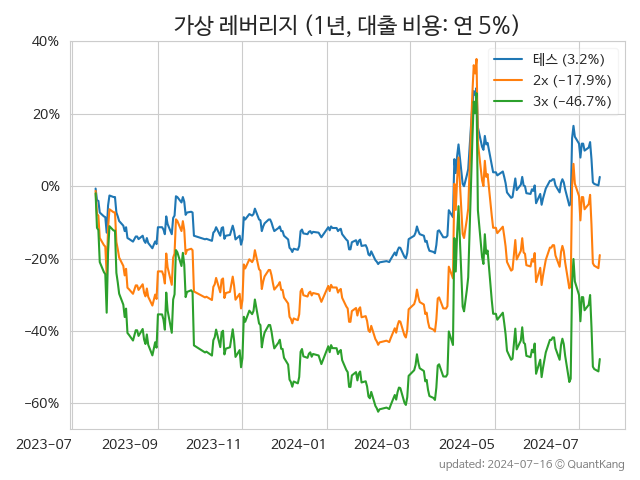 가상 레버리지 (1년, 대출 비용: 연 5%)
40%
20%
0%
−20%
−40%
−60%
테스 (3.2%)
2x (−17.9%)
3x (−46.7%)
2023-07 2023-09 2023-11 2024-01 2024-03 2024-05 2024-07
updated: 2024-07-16 © QuantKang